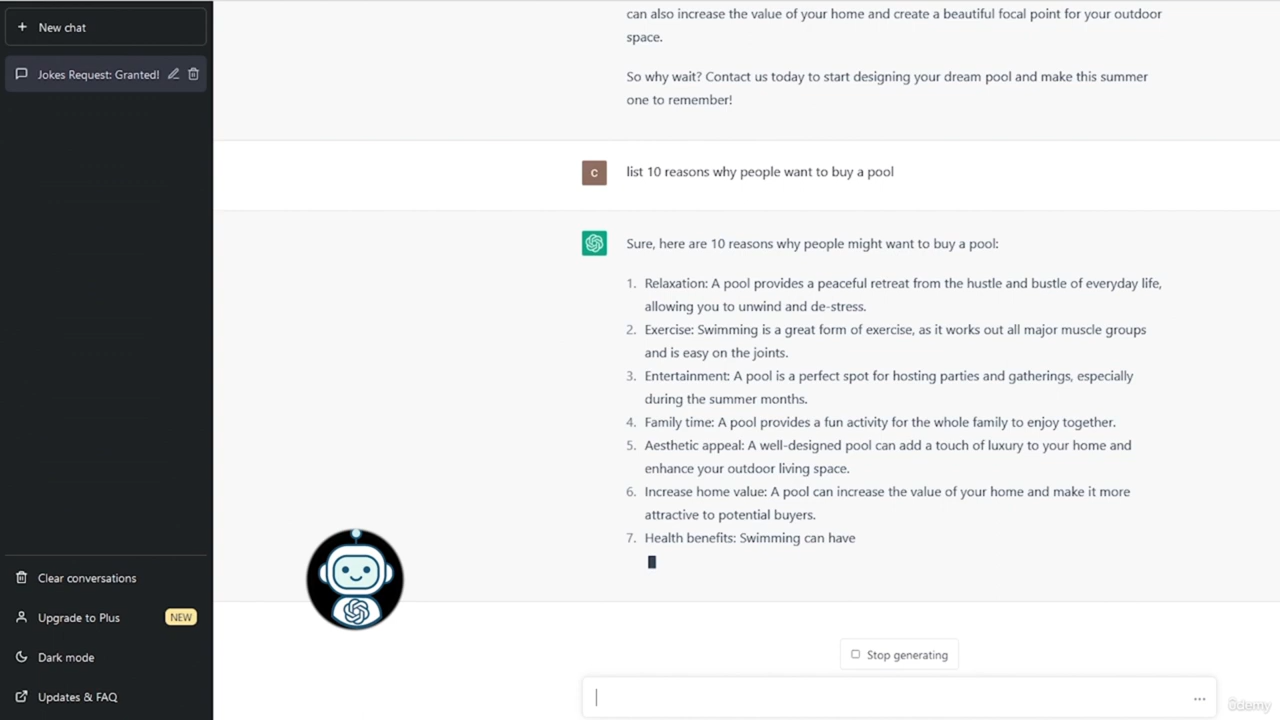 New chat
Jokes Request: Granted!
can also increase the value of your home and create a beautiful focal point for your outdoor
space.
So why wait? Contact us today to start designing your dream pool and make this summer
one to remember!
C
list 10 reasons why people want to buy a pool
Sure, here are 10 reasons why people might want to buy a pool:
1. Relaxation: A pool provides a peaceful retreat from the hustle and bustle of everyday life,
allowing you to unwind and de-stress.
2. Exercise: Swimming is a great form of exercise, as it works out all major muscle groups
and is easy on the joints.
3. Entertainment: A pool is a perfect spot for hosting parties and gatherings, especially
during the summer months.
4. Family time: A pool provides a fun activity for the whole family to enjoy together.
5. Aesthetic appeal: A well-designed pool can add a touch of luxury to your home and
enhance your outdoor living space.
6. Increase home value: A pool can increase the value of your home and make it more
attractive to potential buyers.
7. Health benefits: Swimming can have
Clear conversations
Upgrade to Plus NEW
Dark mode
Updates & FAQ
Stop generating
...
ûdemy